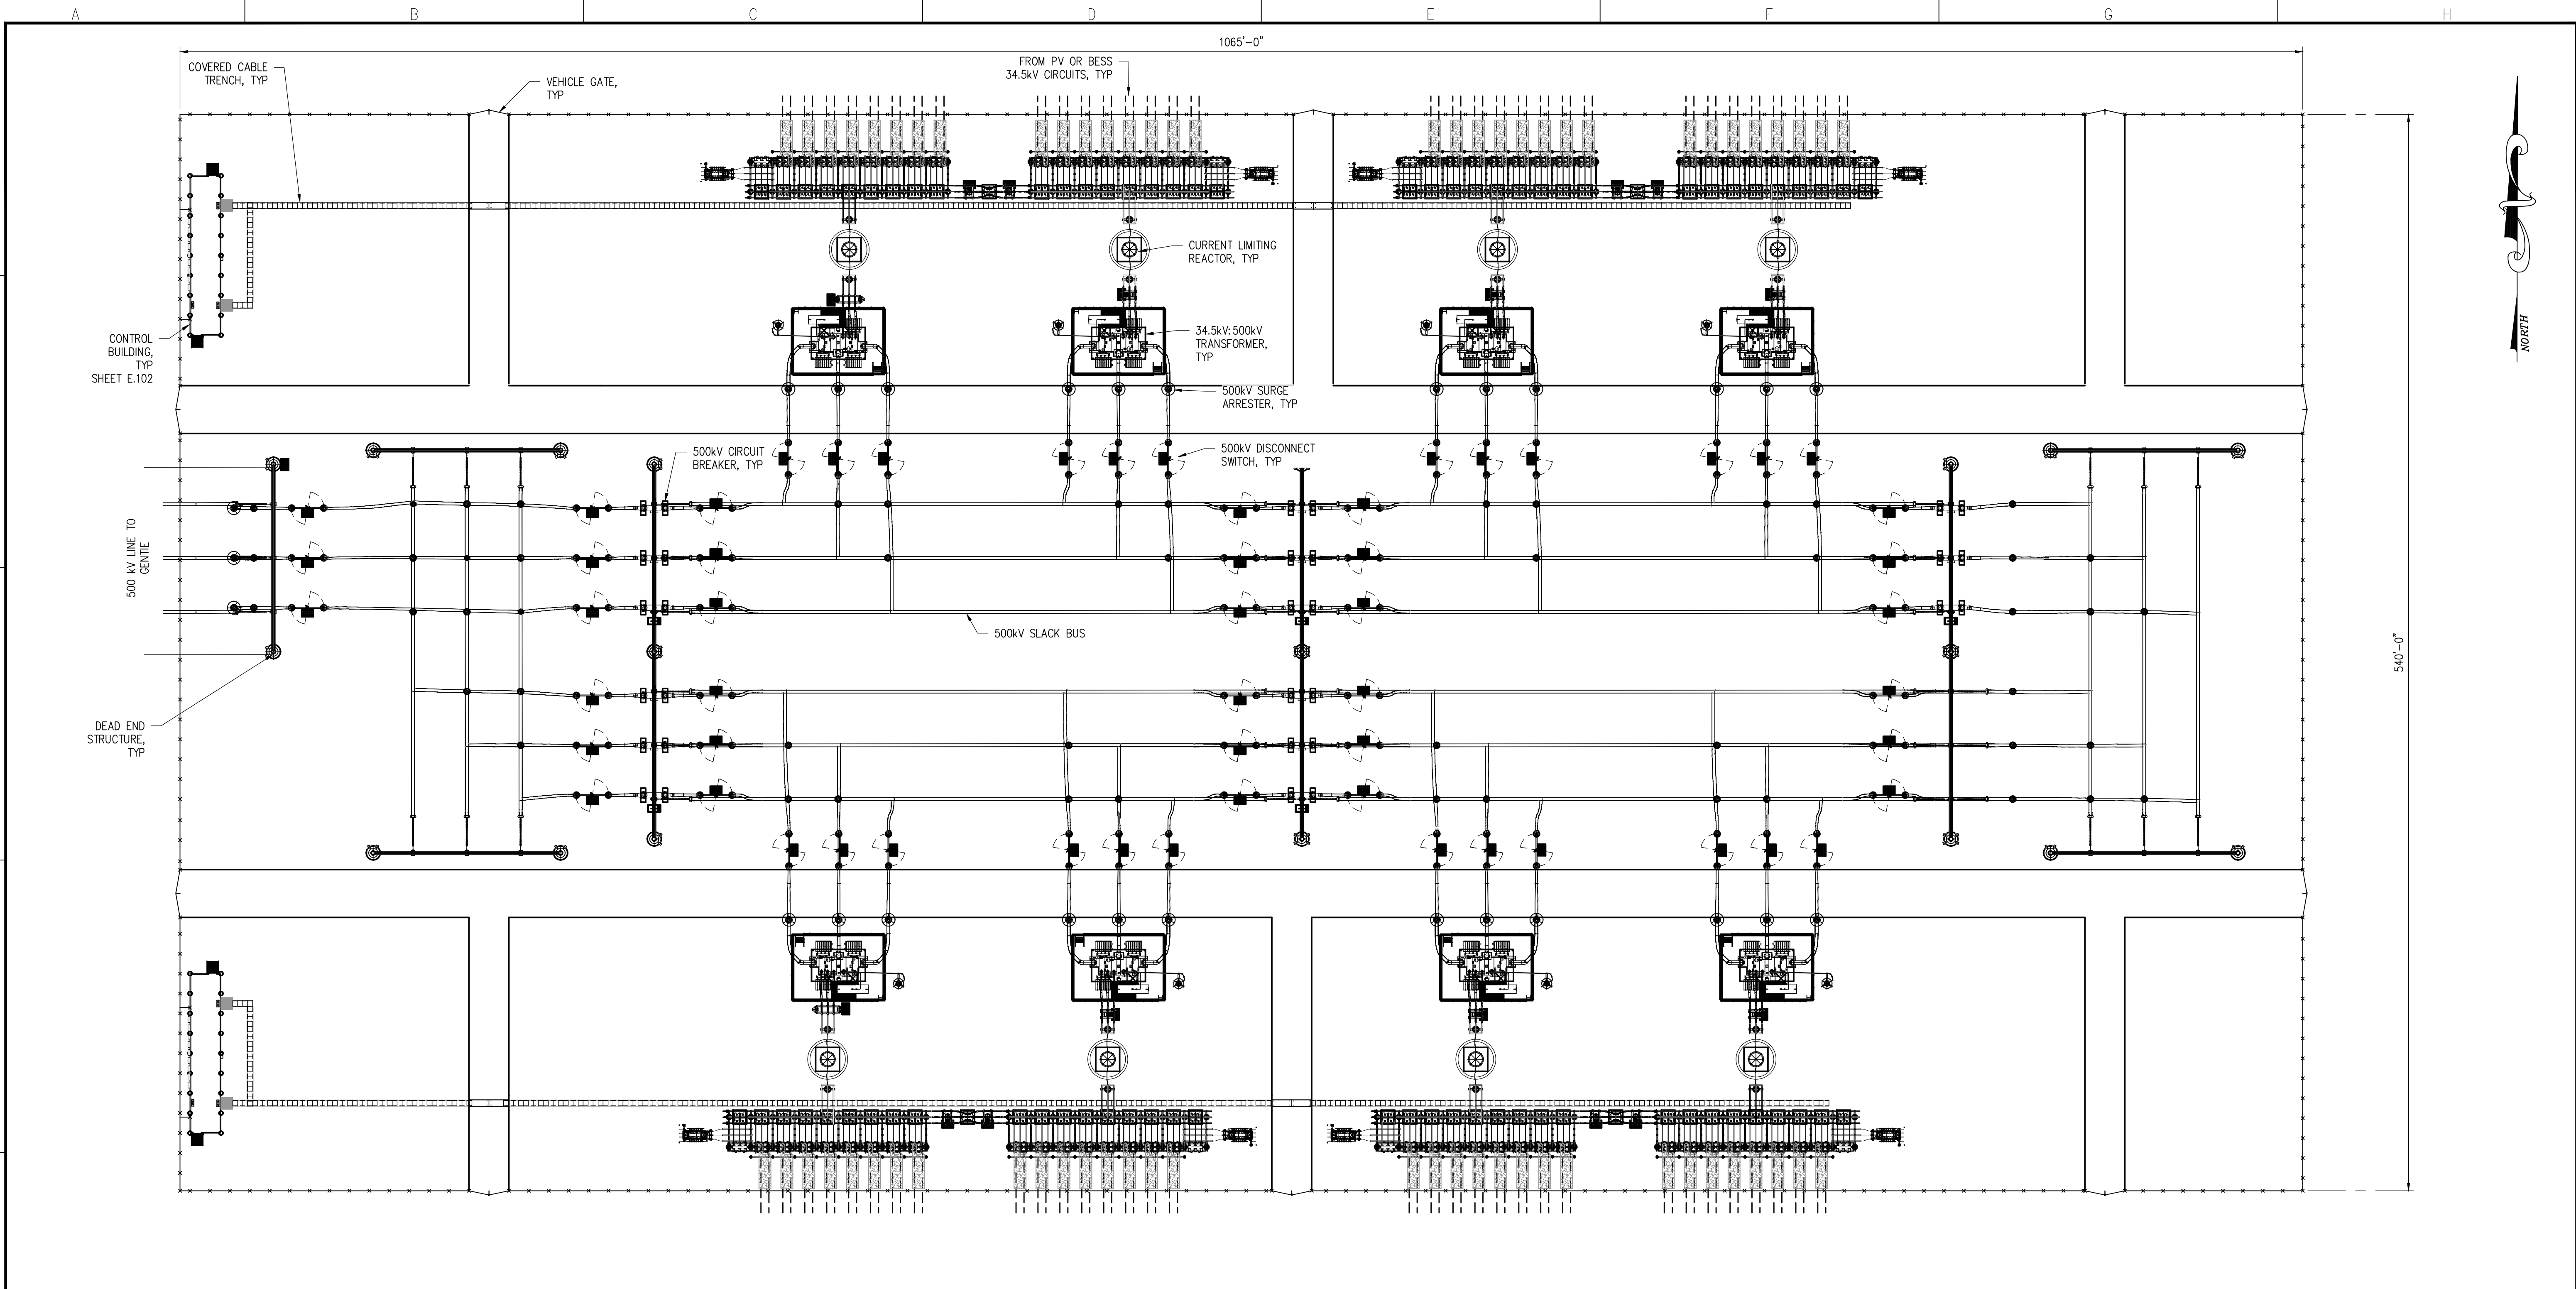 A B C D E F G H
1065'-0"
COVERED CABLE
TRENCH, TYP
VEHICLE GATE,
TYP
FROM PV OR BESS
34.5kV CIRCUITS, TYP
CURRENT LIMITING
REACTOR, TYP
NORTH
CONTROL
BUILDING,
TYP
SHEET E.102
34.5kV:500kV
TRANSFORMER,
TYP
500kV SURGE
ARRESTER, TYP
500kV CIRCUIT
BREAKER, TYP
500kV DISCONNECT
SWITCH, TYP
500 kV LINE TO
GENTIE
500kV SLACK BUS
540'-0"
DEAD END
STRUCTURE,
TYP